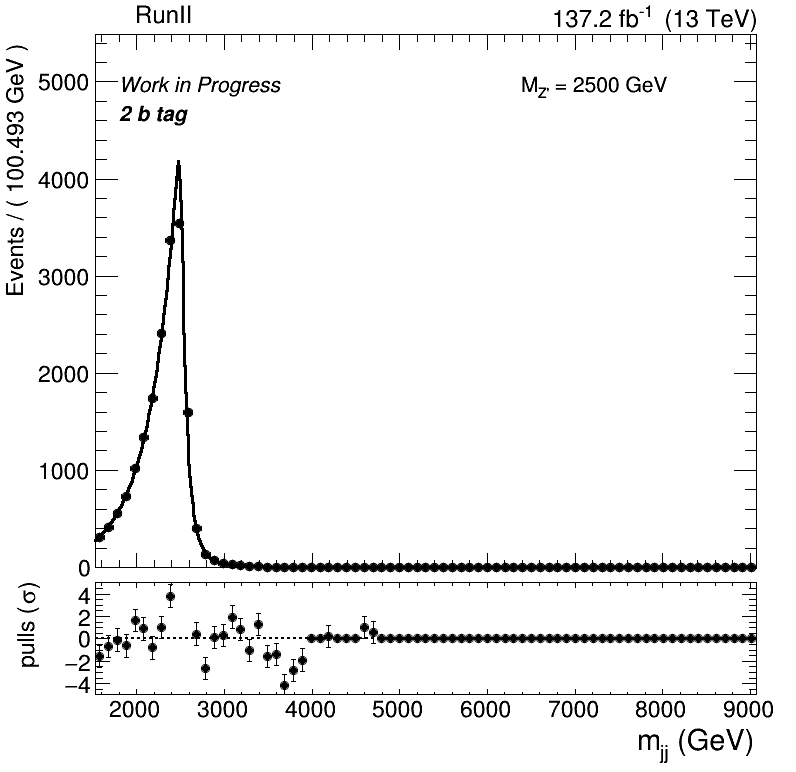 RunII
137.2 fb⁻¹ (13 TeV)
Events / ( 100.493 GeV )
5000
4000
3000
2000
1000
0
Work in Progress
2 b tag
M_Z' = 2500 GeV
pulls (σ)
4
2
0
−2
−4
2000 3000 4000 5000 6000 7000 8000 9000
m_jj (GeV)